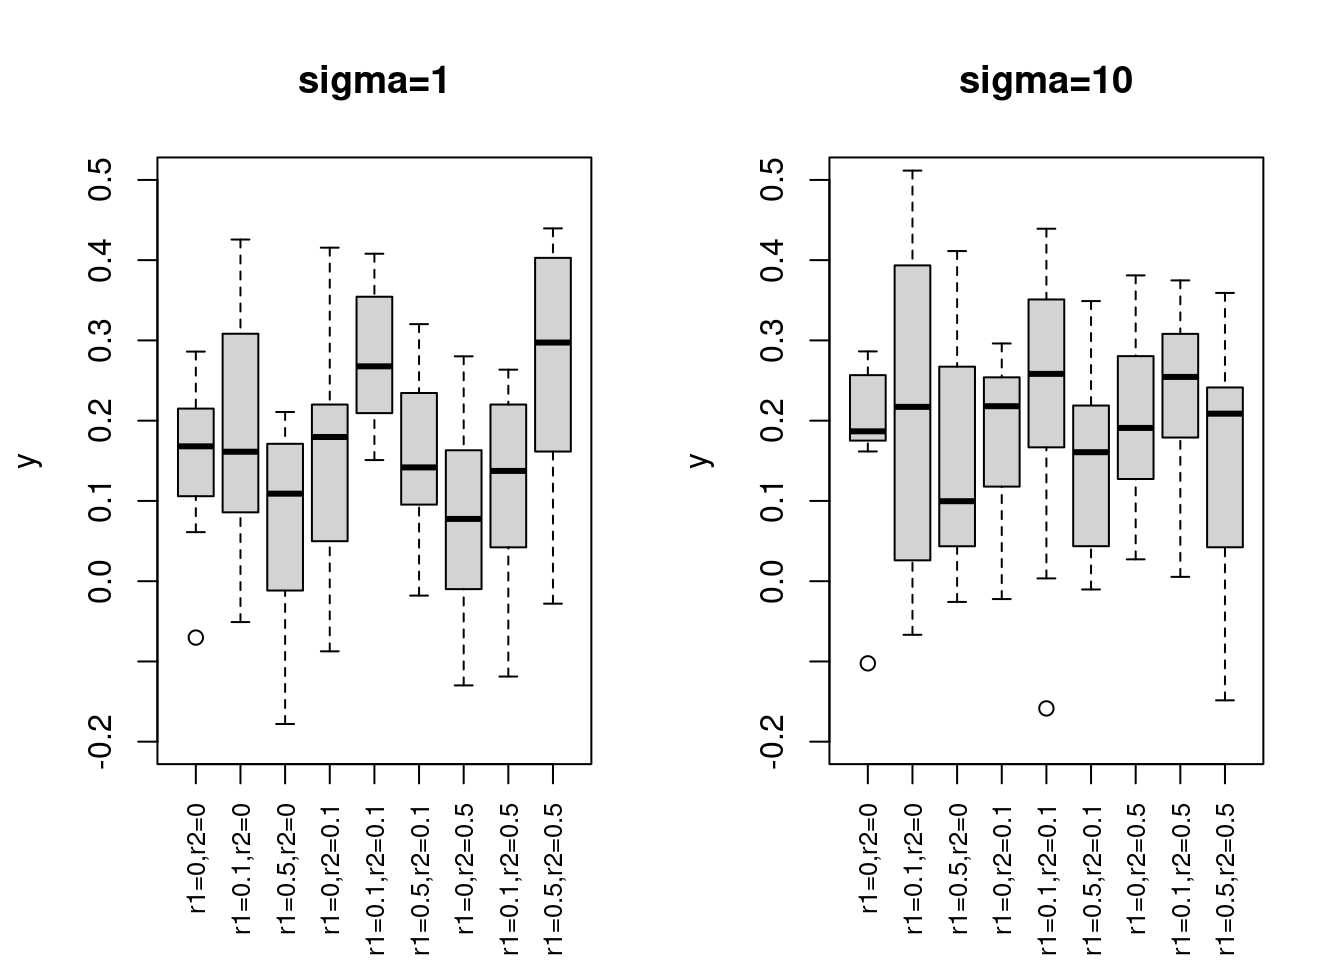 sigma=1
y
0.5
0.4
0.3
0.2
0.1
0.0
-0.2
r1=0,r2=0
r1=0.1,r2=0
r1=0.5,r2=0
r1=0,r2=0.1
r1=0.1,r2=0.1
r1=0.5,r2=0.1
r1=0,r2=0.5
r1=0.1,r2=0.5
r1=0.5,r2=0.5
sigma=10
y
0.5
0.4
0.3
0.2
0.1
0.0
-0.2
r1=0,r2=0
r1=0.1,r2=0
r1=0.5,r2=0
r1=0,r2=0.1
r1=0.1,r2=0.1
r1=0.5,r2=0.1
r1=0,r2=0.5
r1=0.1,r2=0.5
r1=0.5,r2=0.5